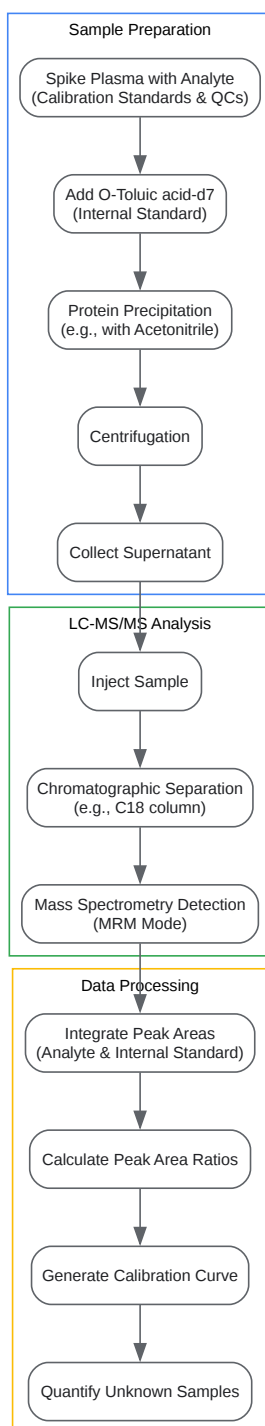 Sample Preparation
Spike Plasma with Analyte
(Calibration Standards & QCs)
Add O-Toluic acid-d7
(Internal Standard)
Protein Precipitation
(e.g., with Acetonitrile)
Centrifugation
Collect Supernatant
LC-MS/MS Analysis
Inject Sample
Chromatographic Separation
(e.g., C18 column)
Mass Spectrometry Detection
(MRM Mode)
Data Processing
Integrate Peak Areas
(Analyte & Internal Standard)
Calculate Peak Area Ratios
Generate Calibration Curve
Quantify Unknown Samples